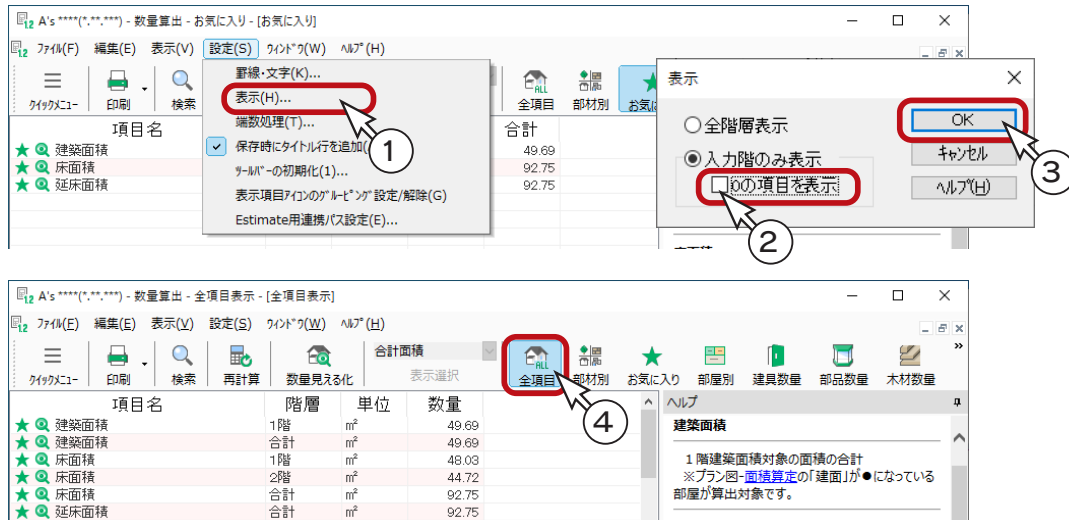 A's ****(*.**.***) - 数量算出 - お気に入り - [お気に入り]
ﾌｧｲﾙ(F) 編集(E) 表示(V) 設定(S) ｳｨﾝﾄﾞｳ(W) ﾍﾙﾌﾟ(H)
ｸｲｯｸﾒﾆｭｰ 印刷 検索 全項目 部材別 お気に
罫線・文字(K)...
表示(H)...
端数処理(T)...
保存時にタイトル行を追加(
ﾂｰﾙﾊﾞｰの初期化(1)...
表示項目ｱｲｺﾝのｸﾞﾙｰﾋﾟﾝｸﾞ設定/解除(G)
Estimate用連携パス設定(E)...
①
項目名 合計
建築面積 49.69
床面積 92.75
延床面積 92.75
表示
全階層表示
入力階のみ表示
0の項目を表示
OK
キャンセル
ﾍﾙﾌﾟ(H)
②
③
A's ****(*.**.***) - 数量算出 - 全項目表示 - [全項目表示]
ﾌｧｲﾙ(F) 編集(E) 表示(V) 設定(S) ｳｨﾝﾄﾞｳ(W) ﾍﾙﾌﾟ(H)
合計面積
表示選択
ｸｲｯｸﾒﾆｭｰ 印刷 検索 再計算 数量見える化 全項目 部材別 お気に入り 部屋別 建具数量 部品数量 木材数量
④
項目名 階層 単位 数量
建築面積 1階 m² 49.69
建築面積 合計 m² 49.69
床面積 1階 m² 48.03
床面積 2階 m² 44.72
床面積 合計 m² 92.75
延床面積 合計 m² 92.75
ヘルプ
建築面積
１階建築面積対象の面積の合計
※プラン図-面積算定の「建面」が●になっている
部屋が算出対象です。